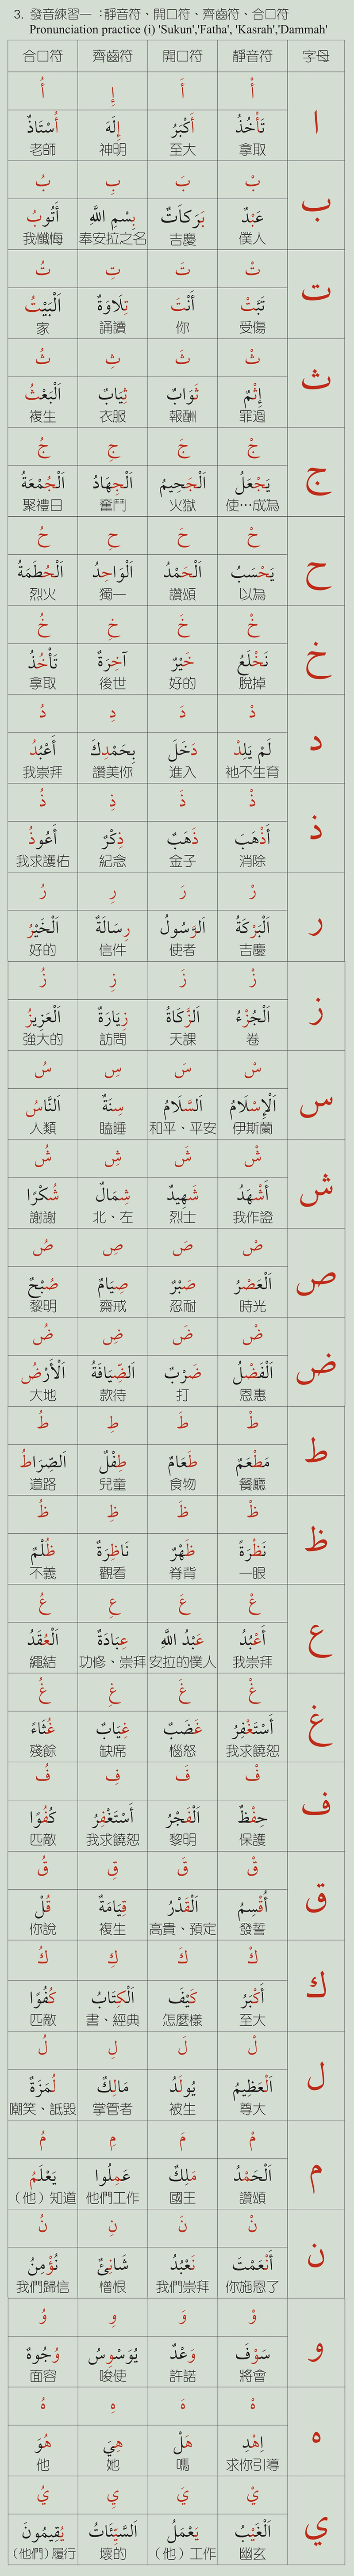 3. 發音練習一：靜音符、開口符、齊齒符、合口符
Pronunciation practice (i) 'Sukun','Fatha', 'Kasrah','Dammah'
字母 靜音符 開口符 齊齒符 合口符
ا أْ أَ إِ أُ
تَأْخُذُ أَكْبَرُ إِلَهَ أُسْتَاذٌ
拿取 至大 神明 老師
ب بْ بَ بِ بُ
عَبْدٌ بَرَكَاتٌ بِسْمِ اللَّهِ أَتُوبُ
僕人 吉慶 奉安拉之名 我懺悔
ت تْ تَ تِ تُ
تَبَّتْ أَنْتَ تِلَاوَةٌ اَلْبَيْتُ
受傷 你 誦讀 家
ث ثْ ثَ ثِ ثُ
إِثْمٌ ثَوَابٌ ثِيَابٌ اَلْبَعْثُ
罪過 報酬 衣服 複生
ج جْ جَ جِ جُ
يَجْعَلُ اَلْجَحِيمُ اَلْجِهَادُ اَلْجُمْعَةُ
使…成為 火獄 奮鬥 聚禮日
ح حْ حَ حِ حُ
يَحْسَبُ اَلْحَمْدُ اَلْوَاحِدُ اَلْحُطَمَةُ
以為 讚頌 獨一 烈火
خ خْ خَ خِ خُ
نَخْلَعُ خَيْرٌ آخِرَةٌ تَأْخُذُ
脫掉 好的 後世 拿取
د دْ دَ دِ دُ
لَمْ يَلِدْ دَخَلَ بِحَمْدِكَ أَعْبُدُ
祂不生育 進入 讚美你 我崇拜
ذ ذْ ذَ ذِ ذُ
أَذْهَبَ ذَهَبٌ ذِكْرٌ أَعُوذُ
消除 金子 紀念 我求護佑
ر رْ رَ رِ رُ
اَلْبَرْكَةُ اَلرَّسُولُ رِسَالَةٌ اَلْخَيْرُ
吉慶 使者 信件 好的
ز زْ زَ زِ زُ
اَلْجُزْءُ اَلزَّكَاةُ زِيَارَةٌ اَلْعَزِيزُ
卷 天課 訪問 強大的
س سْ سَ سِ سُ
اَلْإِسْلَامُ اَلسَّلَامُ سِنَةٌ اَلنَّاسُ
伊斯蘭 和平、平安 瞌睡 人類
ش شْ شَ شِ شُ
أَشْهَدُ شَهِيدٌ شِمَالٌ شُكْرًا
我作證 烈士 北、左 謝謝
ص صْ صَ صِ صُ
اَلْعَصْرُ صَبْرٌ صِيَامٌ صُبْحٌ
時光 忍耐 齋戒 黎明
ض ضْ ضَ ضِ ضُ
اَلْفَضْلُ ضَرْبٌ اَلضِّيَافَةُ اَلْأَرْضُ
恩惠 打 款待 大地
ط طْ طَ طِ طُ
مَطْعَمٌ طَعَامٌ طِفْلٌ اَلصِّرَاطُ
餐廳 食物 兒童 道路
ظ ظْ ظَ ظِ ظُ
نَظْرَةً ظَهْرٌ نَاظِرَةٌ ظُلْمٌ
一眼 脊背 觀看 不義
ع عْ عَ عِ عُ
أَعْبُدُ عَبْدُ اللَّهِ عِبَادَةٌ اَلْعُقَدُ
我崇拜 安拉的僕人 功修、崇拜 繩結
غ غْ غَ غِ غُ
أَسْتَغْفِرُ غَضَبٌ غِيَابٌ غُثَاءً
我求饒恕 惱怒 缺席 殘餘
ف فْ فَ فِ فُ
حِفْظٌ اَلْفَجْرُ أَسْتَغْفِرُ كُفُوًا
保護 黎明 我求饒恕 匹敵
ق قْ قَ قِ قُ
أُقْسِمُ اَلْقَدْرُ قِيَامَةٌ قُلْ
發誓 高貴、預定 複生 你說
ك كْ كَ كِ كُ
أَكْبَرُ كَيْفَ اَلْكِتَابُ كُفُوًا
至大 怎麼樣 書、經典 匹敵
ل لْ لَ لِ لُ
اَلْعَظِيمُ يُولَدُ مَالِكٌ لُمَزَةٌ
尊大 被生 掌管者 嘲笑、詆毀
م مْ مَ مِ مُ
اَلْحَمْدُ مَلِكٌ عَمِلُوا يَعْلَمُ
讚頌 國王 他們工作 （他）知道
ن نْ نَ نِ نُ
أَنْعَمْتَ نَعْبُدُ شَانِئٌ نُؤْمِنُ
你施恩了 我們崇拜 憎恨 我們歸信
و وْ وَ وِ وُ
سَوْفَ وَعْدٌ يُوَسْوِسُ وُجُوهٌ
將會 許諾 唆使 面容
ه هْ هَ هِ هُ
اِهْدِ هَلْ هِيَ هُوَ
求你引導 嗎 她 他
ي يْ يَ يِ يُ
اَلْغَيْبُ يَعْمَلُ اَلسَّيِّئَاتُ يُقِيمُونَ
幽玄 （他）工作 壞的 （他們）履行